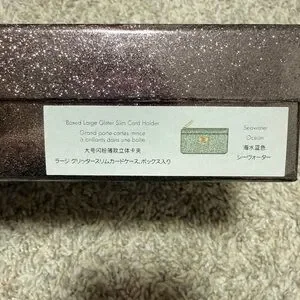 Boxed Large Glitter Slim Card Holder
Grand porte-cartes mince
à brillants dans une boîte
大号闪粉薄款立体卡夹
ラージ グリッタースリムカードケース、ボックス入り
Seawater
Océan
海水蓝色
シーウォーター